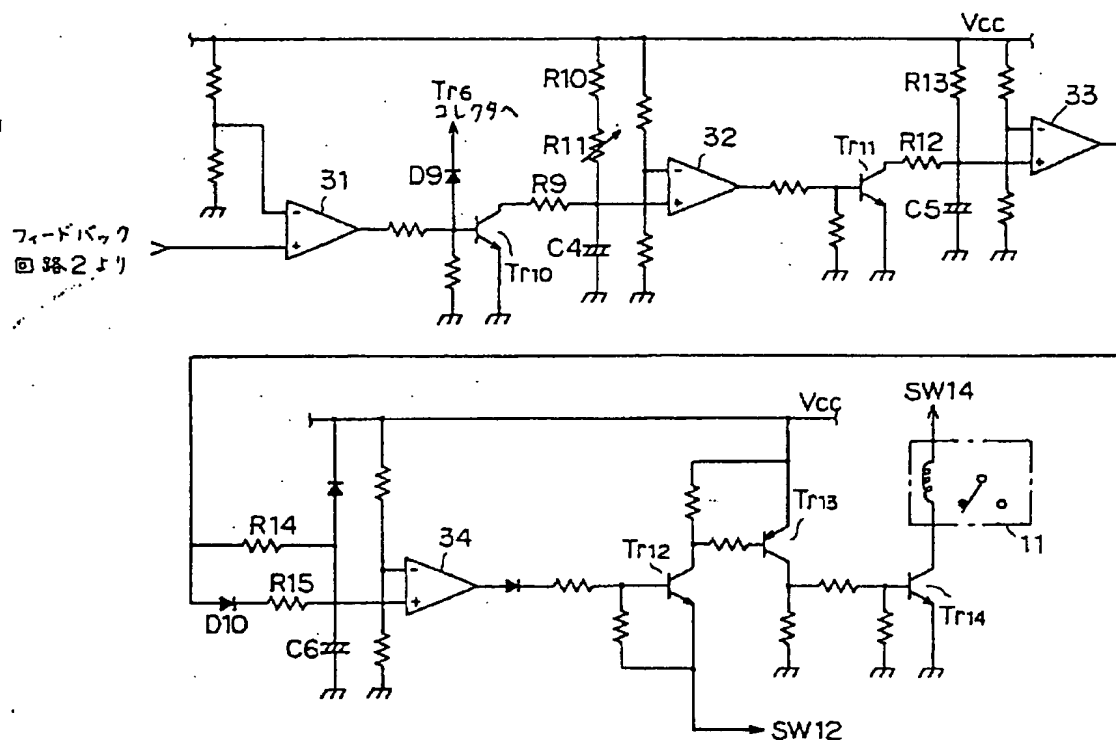 Vcc
Tr6
コレクタへ
R10
R11
D9
R9
C4
31
Tr10
32
Tr11
R12
R13
C5
33
フィードバック
回路2より
Vcc
SW14
R14
R15
D10
C6
34
Tr12
Tr13
Tr14
11
SW12